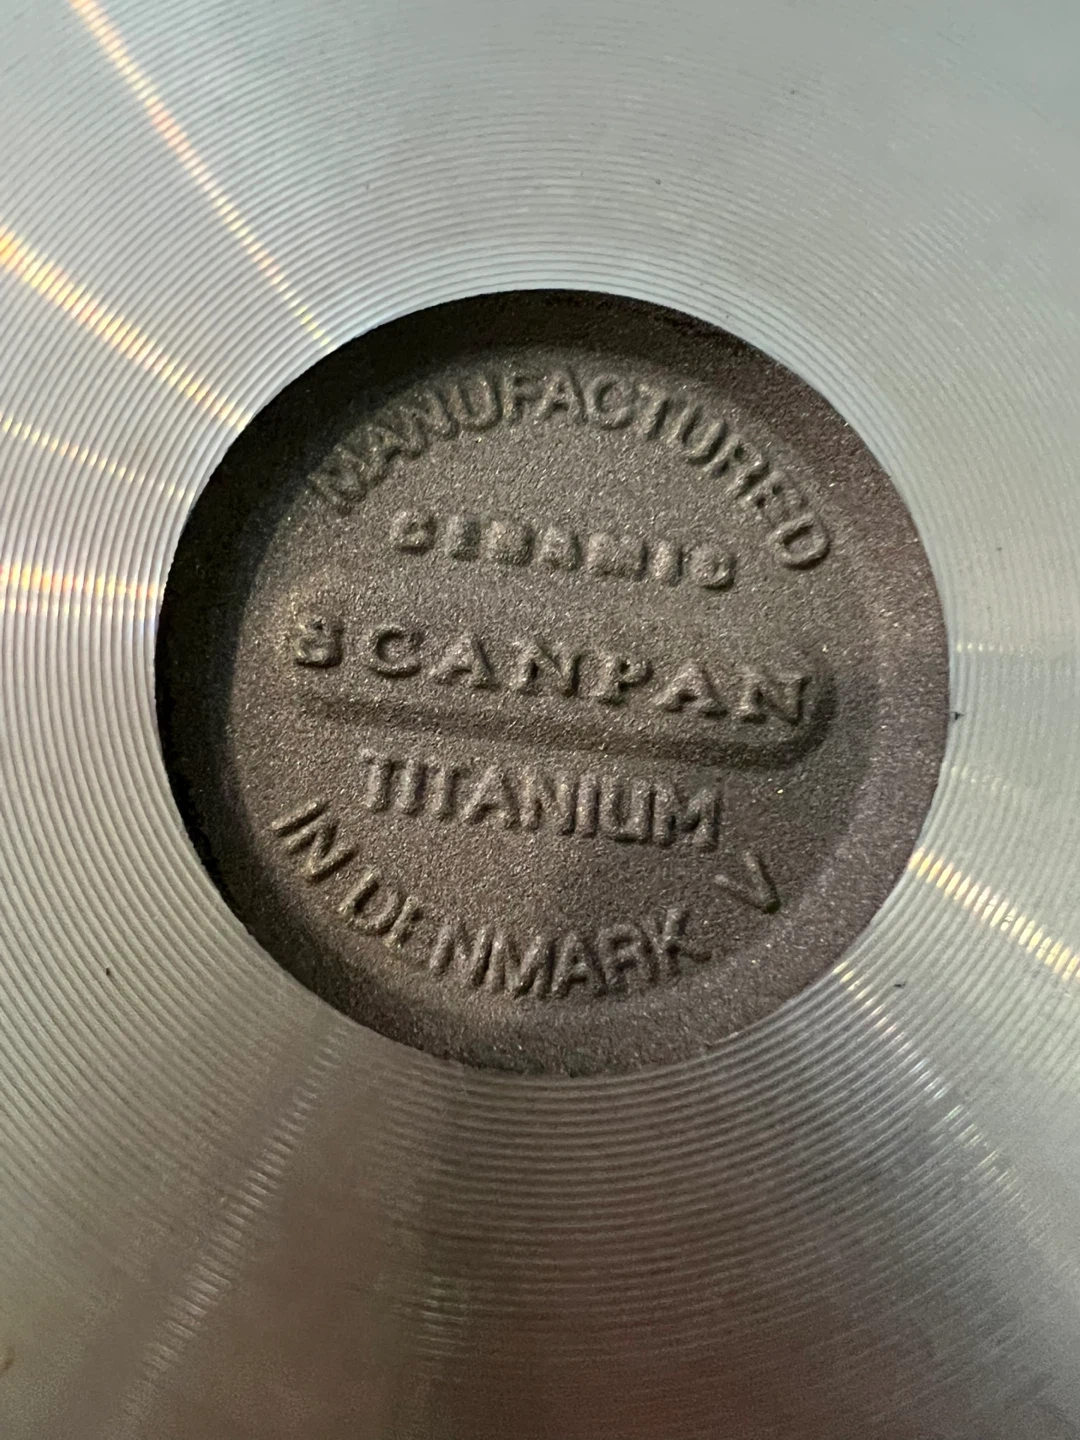 MANUFACTURED
CERAMIC
SCANPAN
TITANIUM
IN DENMARK V